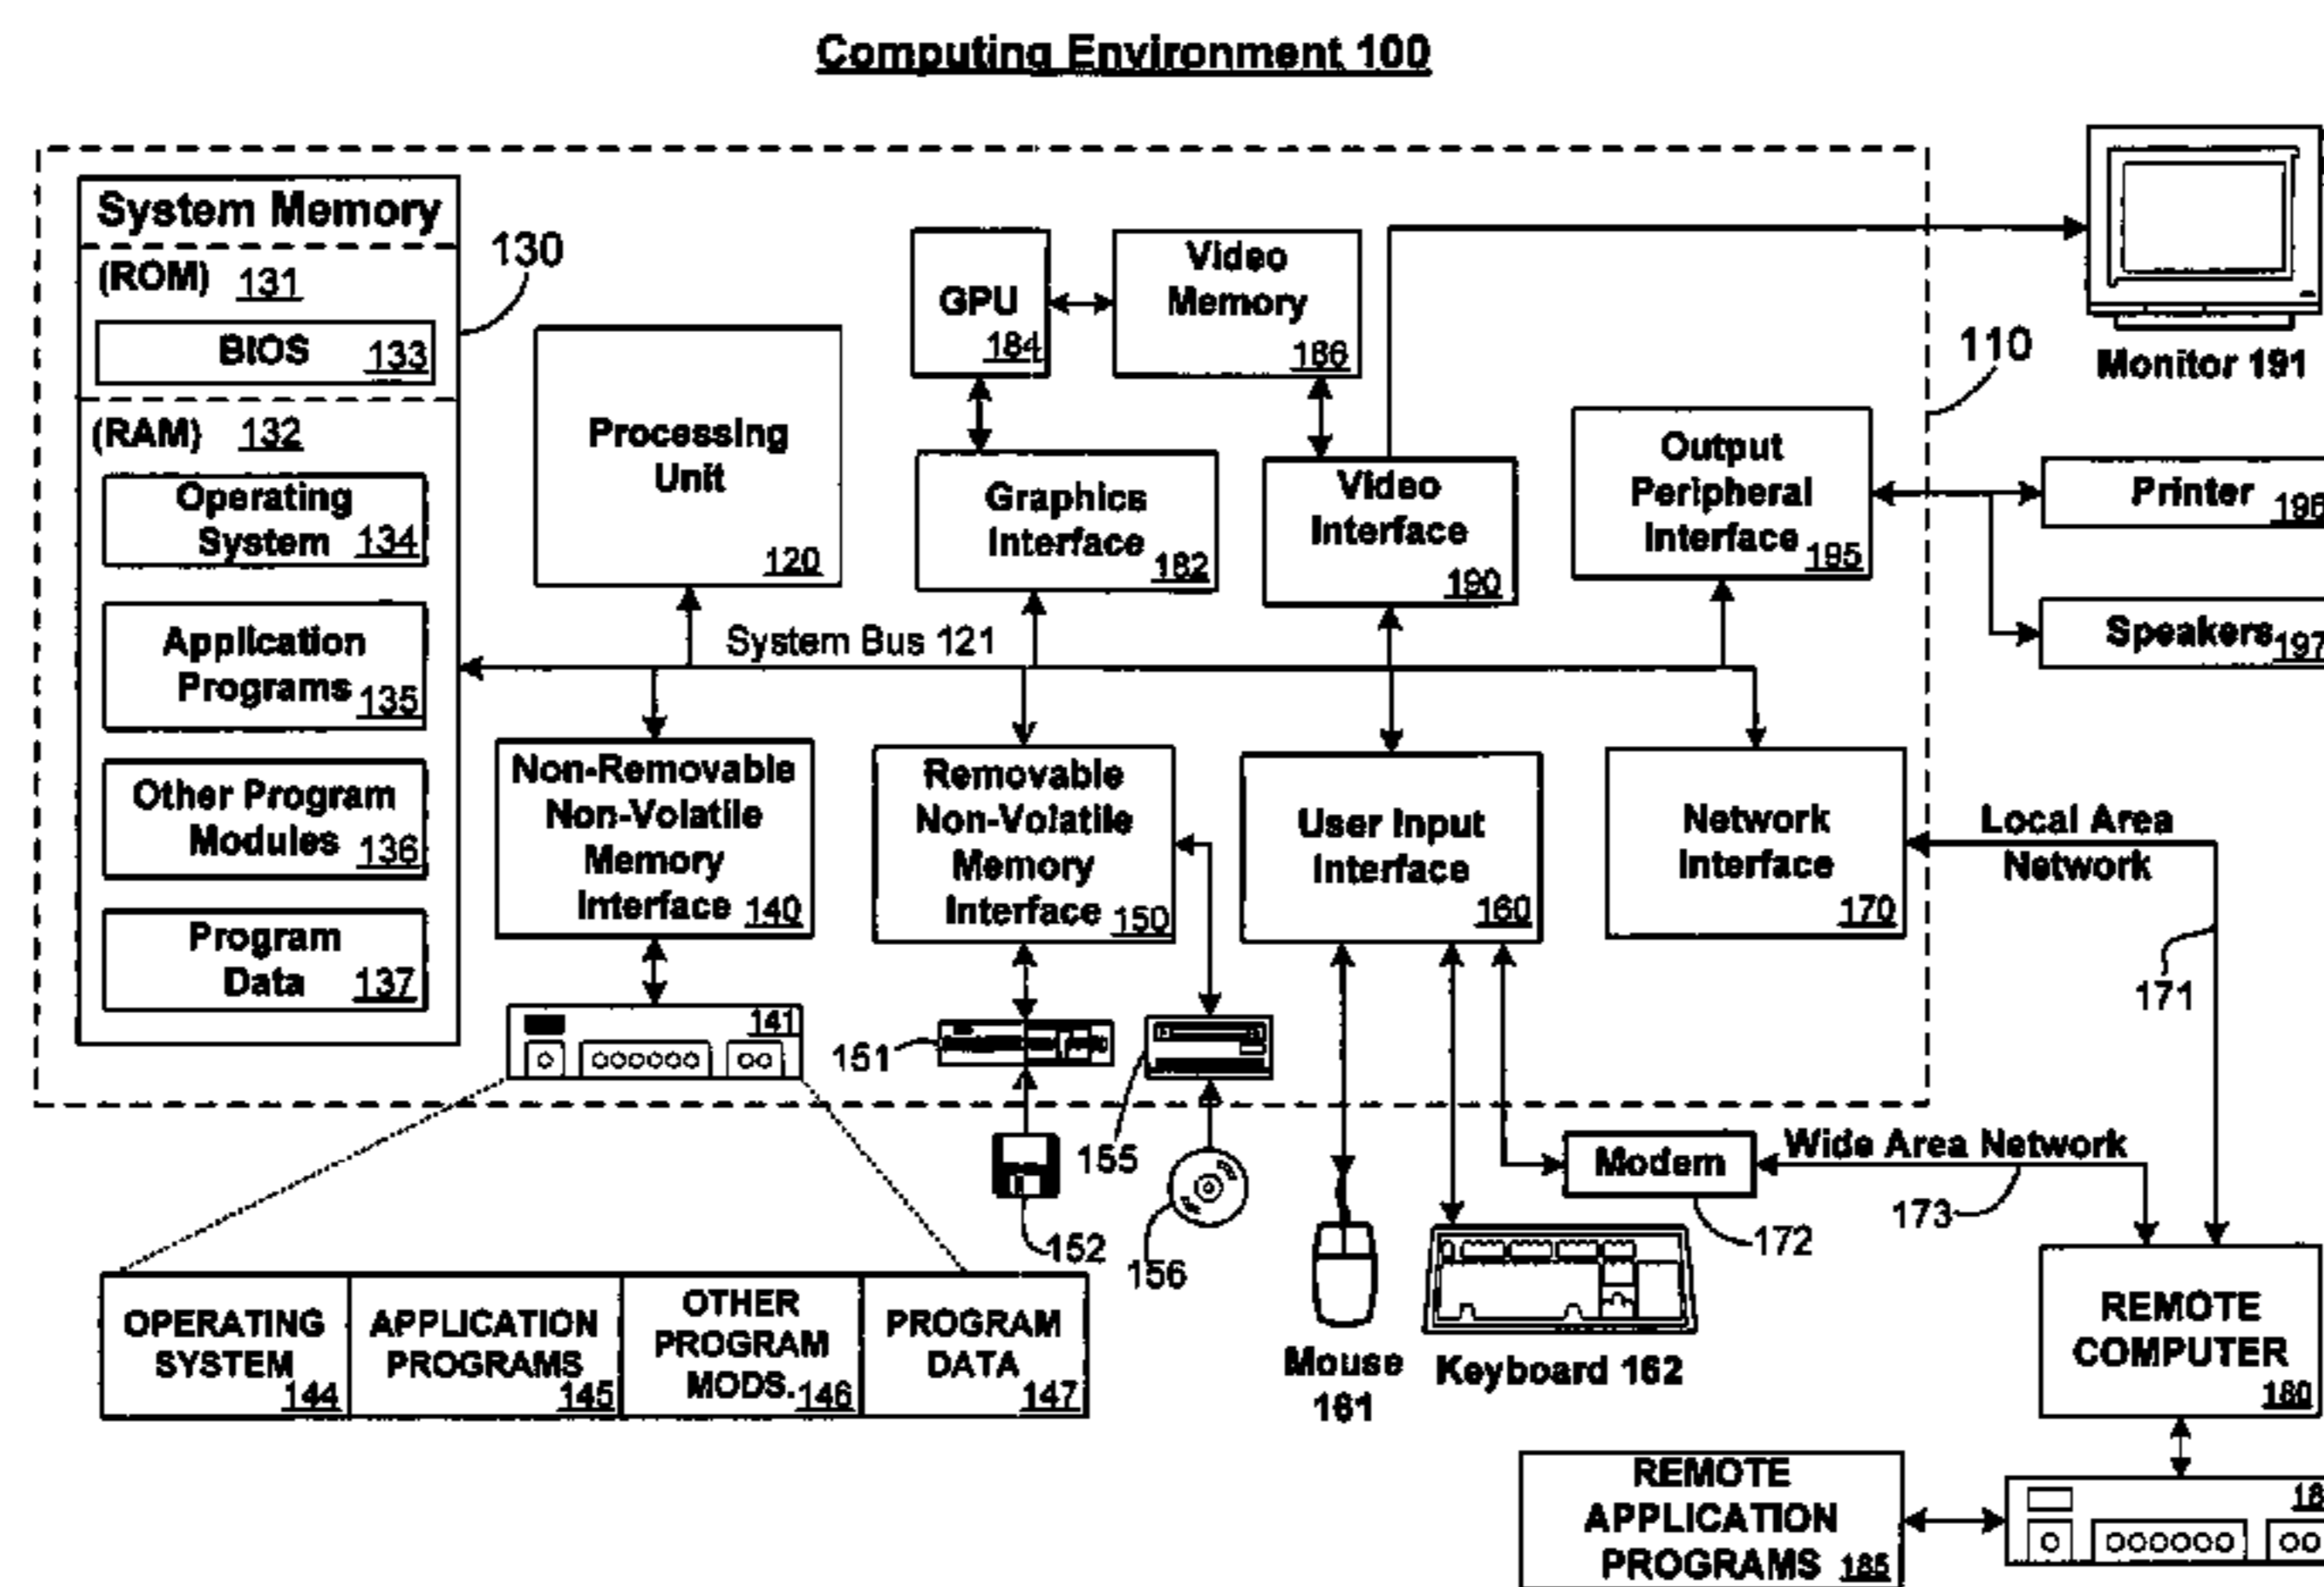 Computing Environment 100
System Memory
(ROM) 131
BIOS 133
(RAM) 132
Operating
System 134
Application
Programs 135
Other Program
Modules 136
Program
Data 137
130
Processing
Unit
120
GPU
184
Video
Memory
186
Graphics
Interface
182
Video
Interface
190
Output
Peripheral
Interface 195
110
Monitor 191
Printer 196
Speakers 197
System Bus 121
Non-Removable
Non-Volatile
Memory
Interface 140
Removable
Non-Volatile
Memory
Interface 150
User Input
Interface
160
Network
Interface
170
Local Area
Network
171
141
151
155
152
156
Modem
172
Wide Area Network
173
OPERATING
SYSTEM 144
APPLICATION
PROGRAMS 145
OTHER
PROGRAM
MODS. 146
PROGRAM
DATA 147
Mouse
161
Keyboard 162
REMOTE
COMPUTER
180
REMOTE
APPLICATION
PROGRAMS 185